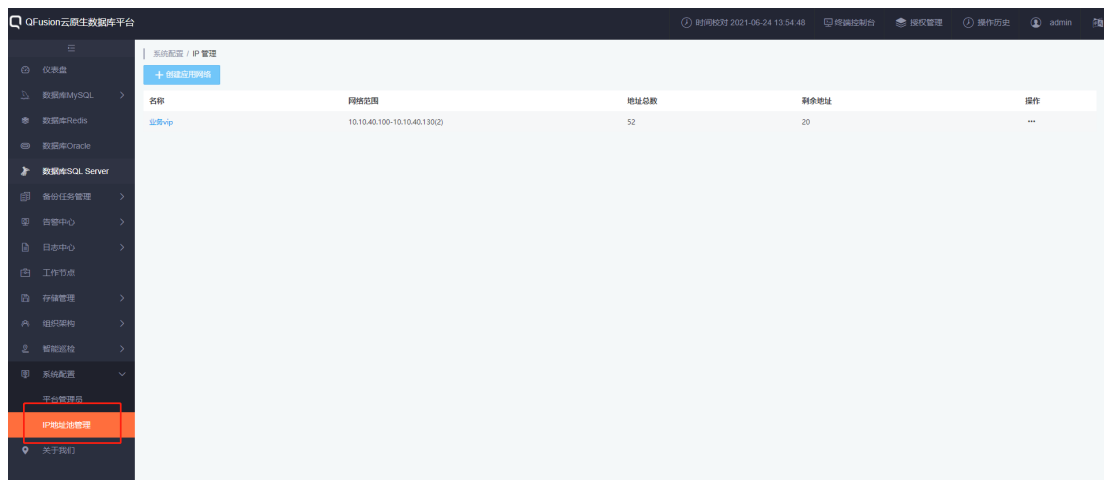 QFusion云原生数据库平台
时间校对 2021-06-24 13:54:48
终端控制台
授权管理
操作历史
admin
仪表盘
数据库MySQL
数据库Redis
数据库Oracle
数据库SQL Server
备份任务管理
告警中心
日志中心
工作节点
存储管理
组织架构
智能巡检
系统配置
平台管理员
IP地址池管理
关于我们
系统配置 / IP 管理
+ 创建应用网络
名称 网络范围 地址总数 剩余地址 操作
业务vip 10.10.40.100-10.10.40.130(2) 52 20 ···